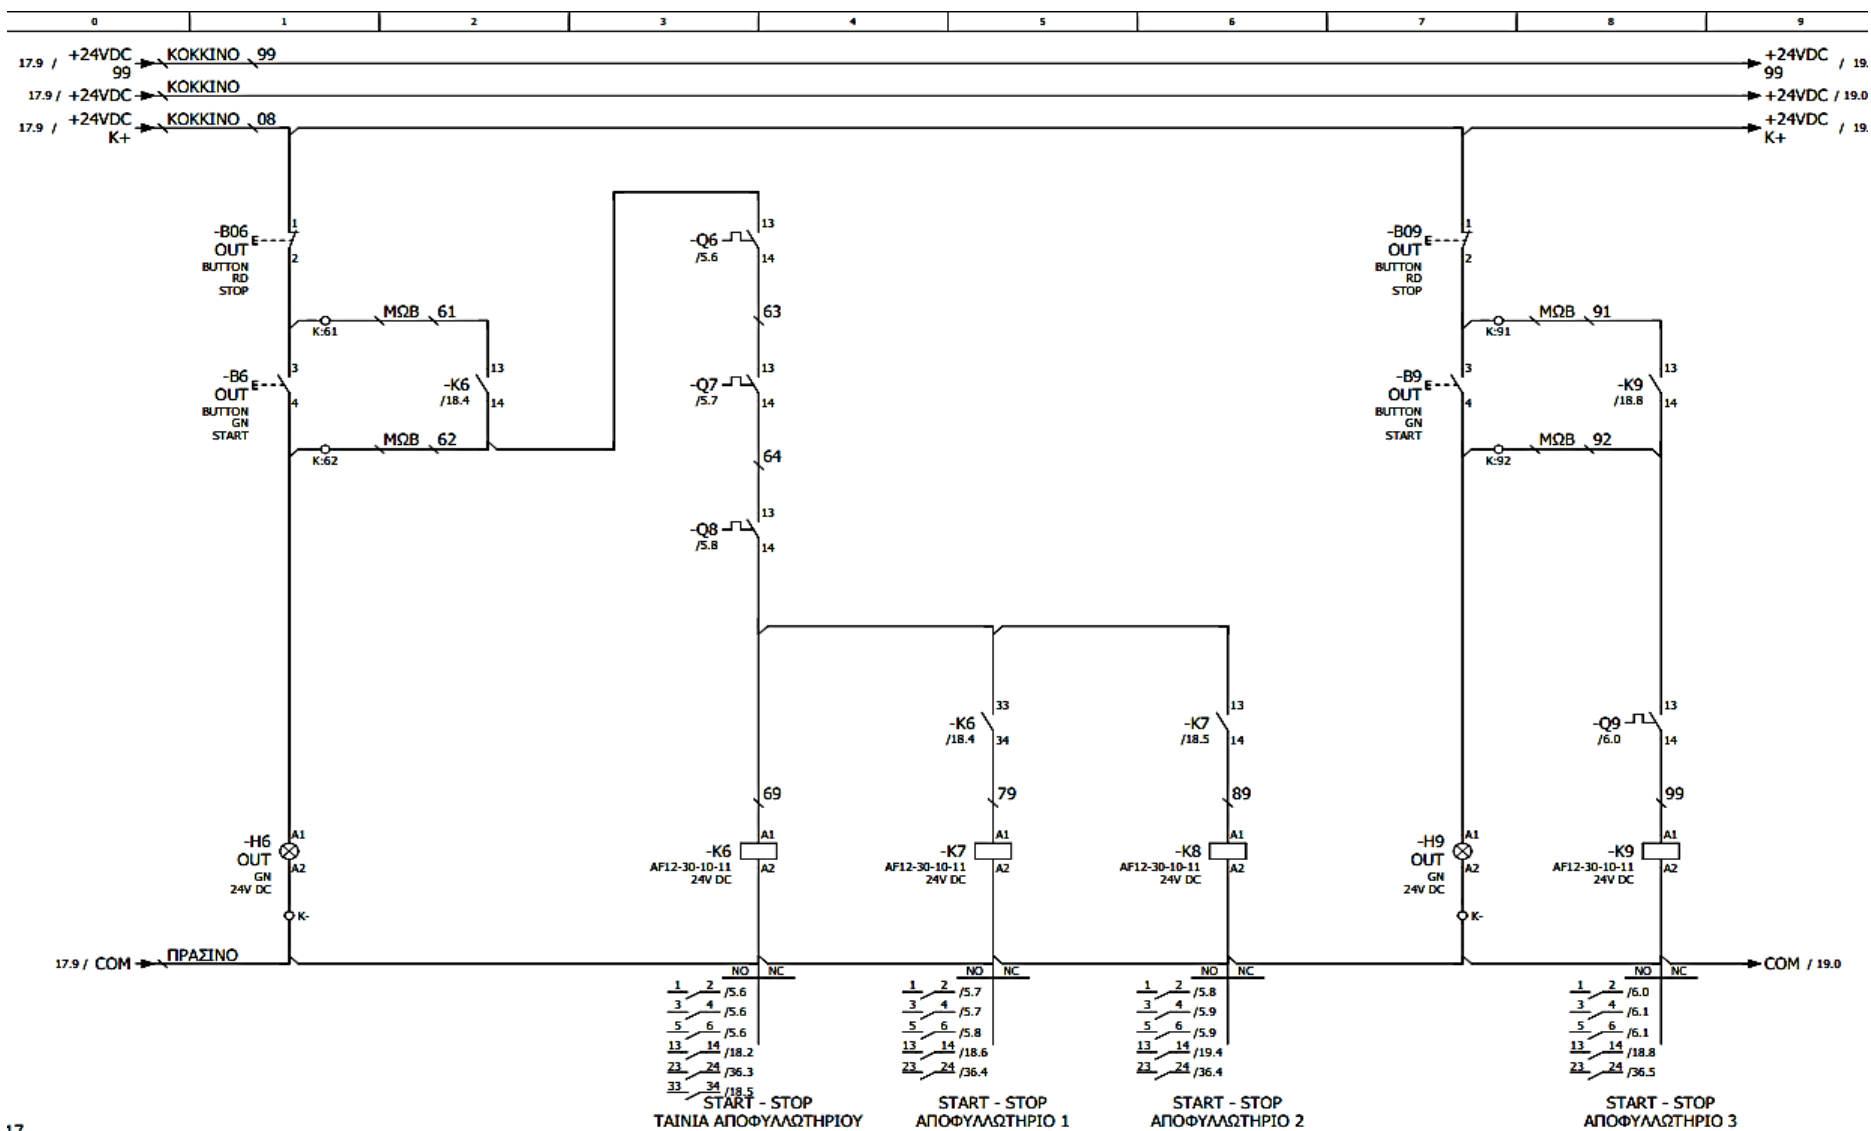 0 1 2 3 4 5 6 7 8 9
17.9 / +24VDC 99 ΚΟΚΚΙΝΟ 99 +24VDC 99 / 19.
17.9 / +24VDC ΚΟΚΚΙΝΟ +24VDC / 19.0
17.9 / +24VDC K+ ΚΟΚΚΙΝΟ 08 +24VDC K+ / 19.
-B06 E 1
OUT 2
BUTTON
RD
STOP
K:61 ΜΩΒ 61
-B6 E 3
OUT 4
BUTTON
GN
START
-K6 13
/18.4 14
K:62 ΜΩΒ 62
-Q6 13
/5.6 14
63
-Q7 13
/5.7 14
64
-Q8 13
/5.8 14
-B09 E 1
OUT 2
BUTTON
RD
STOP
K:91 ΜΩΒ 91
-B9 E 3
OUT 4
BUTTON
GN
START
-K9 13
/18.8 14
K:92 ΜΩΒ 92
-K6 33
/18.4 34
-K7 13
/18.5 14
-Q9 13
/6.0 14
69 79 89 99
-H6 A1
OUT A2
GN
24V DC
K-
-K6 A1
AF12-30-10-11 A2
24V DC
-K7 A1
AF12-30-10-11 A2
24V DC
-K8 A1
AF12-30-10-11 A2
24V DC
-H9 A1
OUT A2
GN
24V DC
K-
-K9 A1
AF12-30-10-11 A2
24V DC
17.9 / COM ΠΡΑΣΙΝΟ COM / 19.0
NO NC
1 2 /5.6
3 4 /5.6
5 6 /5.6
13 14 /18.2
23 24 /36.3
33 34 /18.5
START - STOP
ΤΑΙΝΙΑ ΑΠΟΦΥΛΛΩΤΗΡΙΟΥ
NO NC
1 2 /5.7
3 4 /5.7
5 6 /5.8
13 14 /18.6
23 24 /36.4
START - STOP
ΑΠΟΦΥΛΛΩΤΗΡΙΟ 1
NO NC
1 2 /5.8
3 4 /5.9
5 6 /5.9
13 14 /19.4
23 24 /36.4
START - STOP
ΑΠΟΦΥΛΛΩΤΗΡΙΟ 2
NO NC
1 2 /6.0
3 4 /6.1
5 6 /6.1
13 14 /18.8
23 24 /36.5
START - STOP
ΑΠΟΦΥΛΛΩΤΗΡΙΟ 3
17